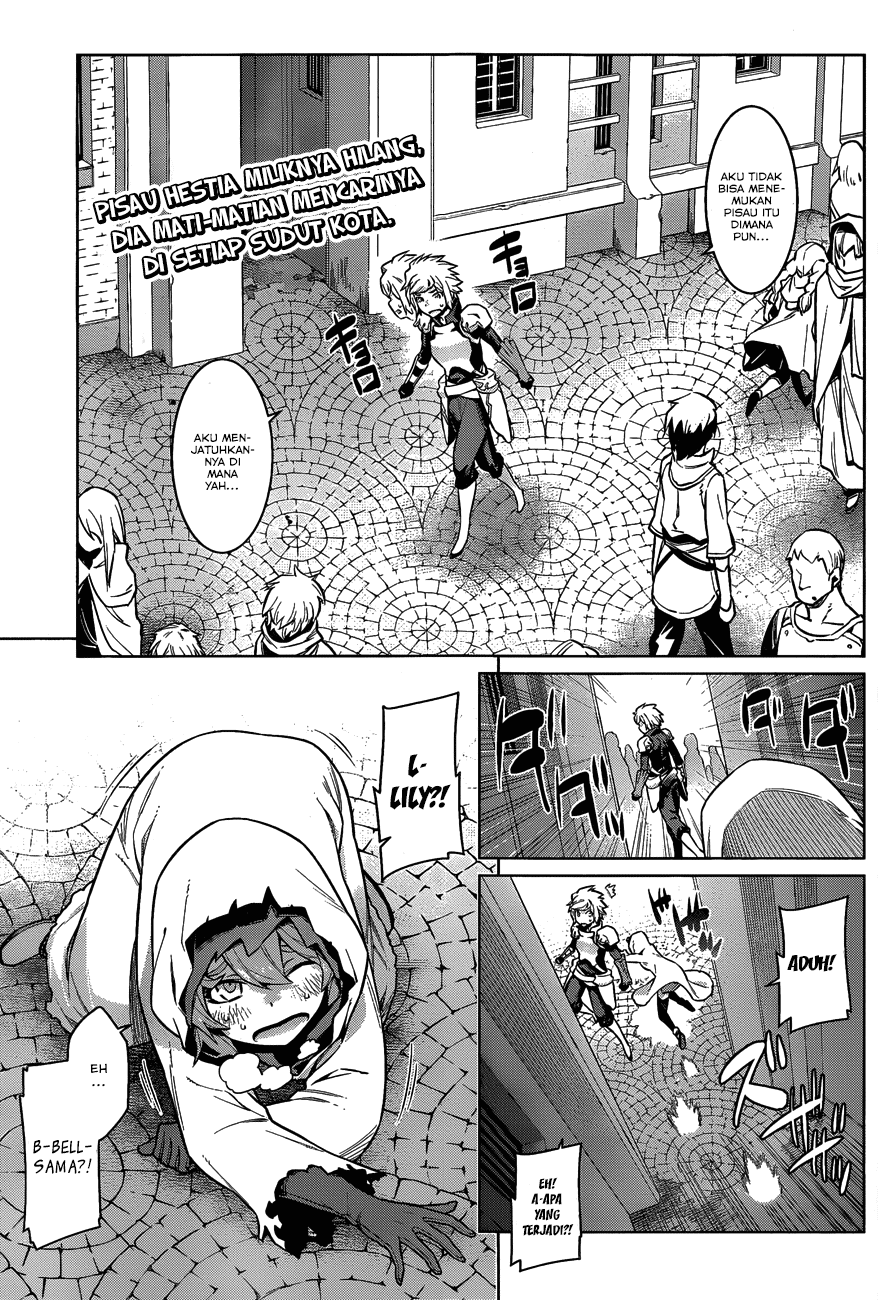 AKU TIDAK
BISA MENE-
MUKAN
PISAU ITU
DIMANA
PUN...
PISAU HESTIA MILIKNYA HILANG,
DIA MATI-MATIAN MENCARINYA
DI SETIAP SUDUT KOTA.
キョロ
キョロ
AKU MEN-
JATUHKAN-
NYA DI
MANA
YAH...
ダダ
ダダ
ADUH!
ズズ
EH!
A-APA
YANG
TERJADI?!
L-
LILY?!
EH
...
B-BELL-
SAMA?!